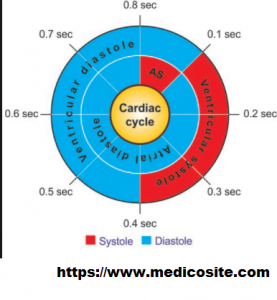 0.8 sec
0.7 sec
0.1 sec
Ventricular diastole
AS
Ventricular systole
Cardiac
cycle
Atrial diastole
0.6 sec
0.2 sec
0.5 sec
0.3 sec
0.4 sec
Systole
Diastole
https://www.medicosite.com